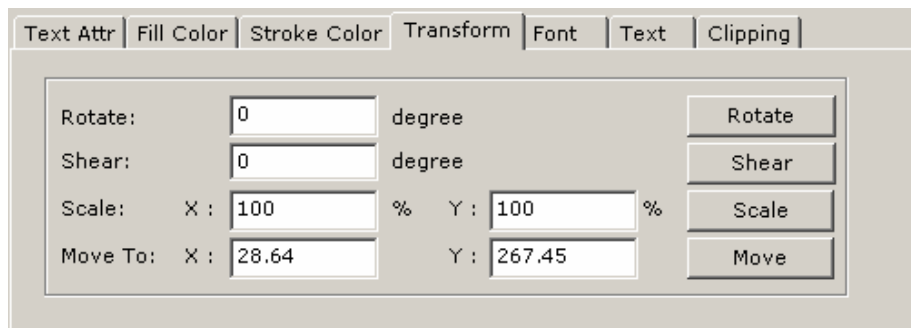 Text Attr Fill Color Stroke Color Transform Font Text Clipping
Rotate: 0 degree Rotate
Shear: 0 degree Shear
Scale: X : 100 % Y : 100 % Scale
Move To: X : 28.64 Y : 267.45 Move